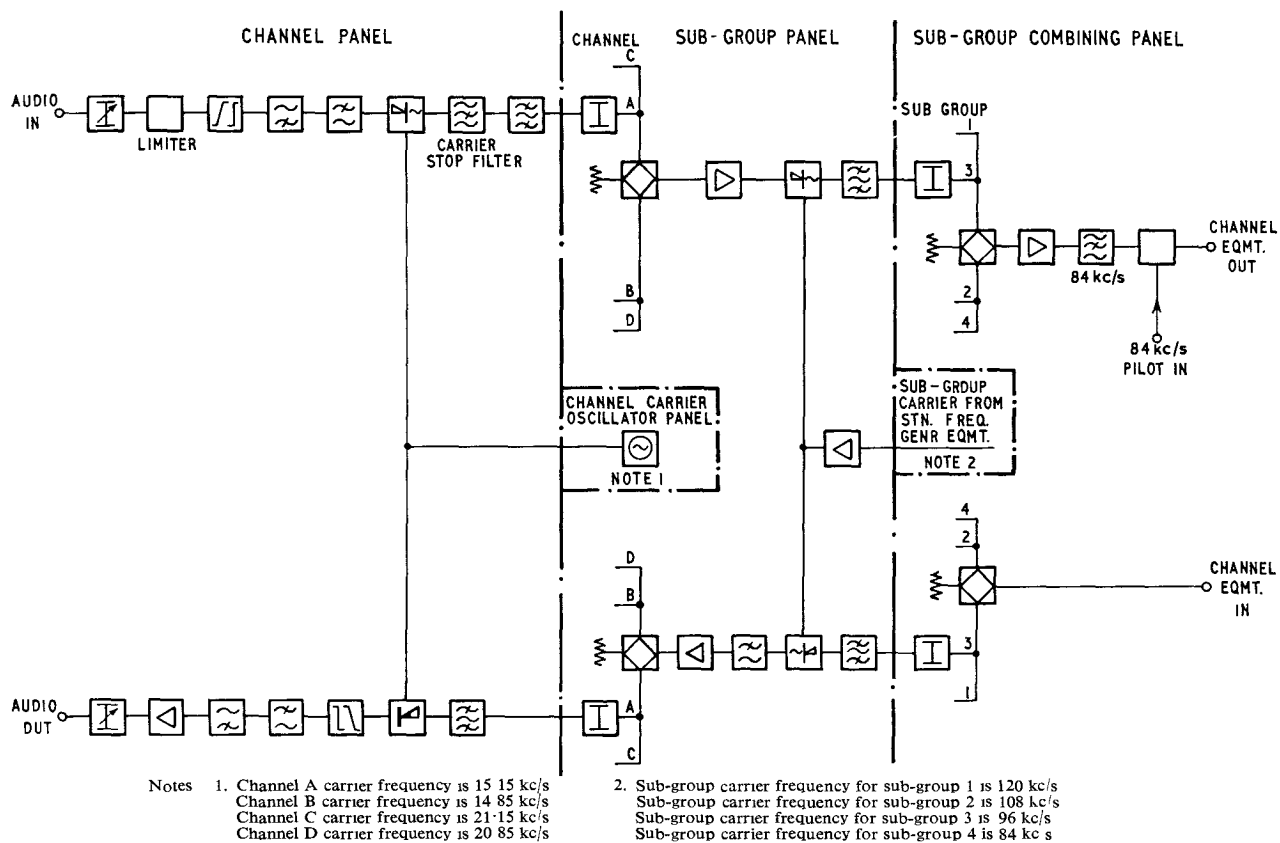 CHANNEL PANEL
CHANNEL
SUB-GROUP PANEL
SUB-GROUP COMBINING PANEL
C
AUDIO
IN
LIMITER
CARRIER
STOP FILTER
A
SUB GROUP
1
3
CHANNEL
EQMT.
OUT
84 kc/s
B
D
2
4
84 kc/s
PILOT IN
CHANNEL CARRIER
OSCILLATOR PANEL
NOTE 1
SUB-GRDUP
CARRIER FROM
STN. FREQ.
GENR EQMT.
NOTE 2
4
2
D
B
CHANNEL
EQMT.
IN
3
1
AUDIO
DUT
A
C
Notes 1. Channel A carrier frequency is 15 15 kc/s
Channel B carrier frequency is 14 85 kc/s
Channel C carrier frequency is 21·15 kc/s
Channel D carrier frequency is 20 85 kc/s
2. Sub-group carrier frequency for sub-group 1 is 120 kc/s
Sub-group carrier frequency for sub-group 2 is 108 kc/s
Sub-group carrier frequency for sub-group 3 is 96 kc/s
Sub-group carrier frequency for sub-group 4 is 84 kc s